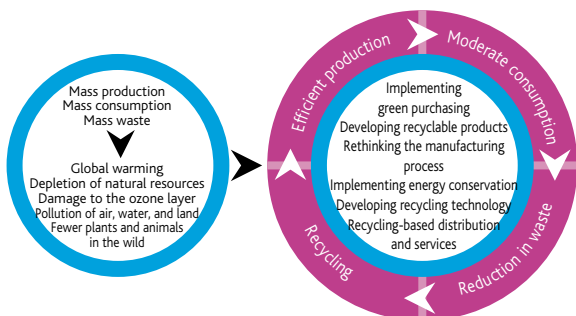 Mass production
Mass consumption
Mass waste
Global warming
Depletion of natural resources
Damage to the ozone layer
Pollution of air, water, and land
Fewer plants and animals
in the wild
Efficient production
Moderate consumption
Reduction in waste
Recycling
Implementing
green purchasing
Developing recyclable products
Rethinking the manufacturing
process
Implementing energy conservation
Developing recycling technology
Recycling-based distribution
and services